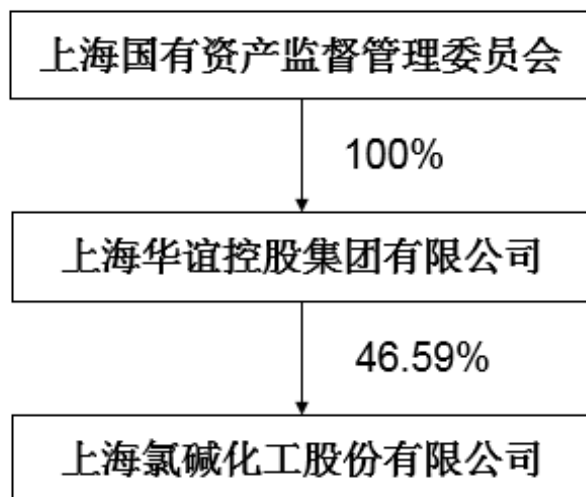 上海国有资产监督管理委员会
100%
上海华谊控股集团有限公司
46.59%
上海氯碱化工股份有限公司